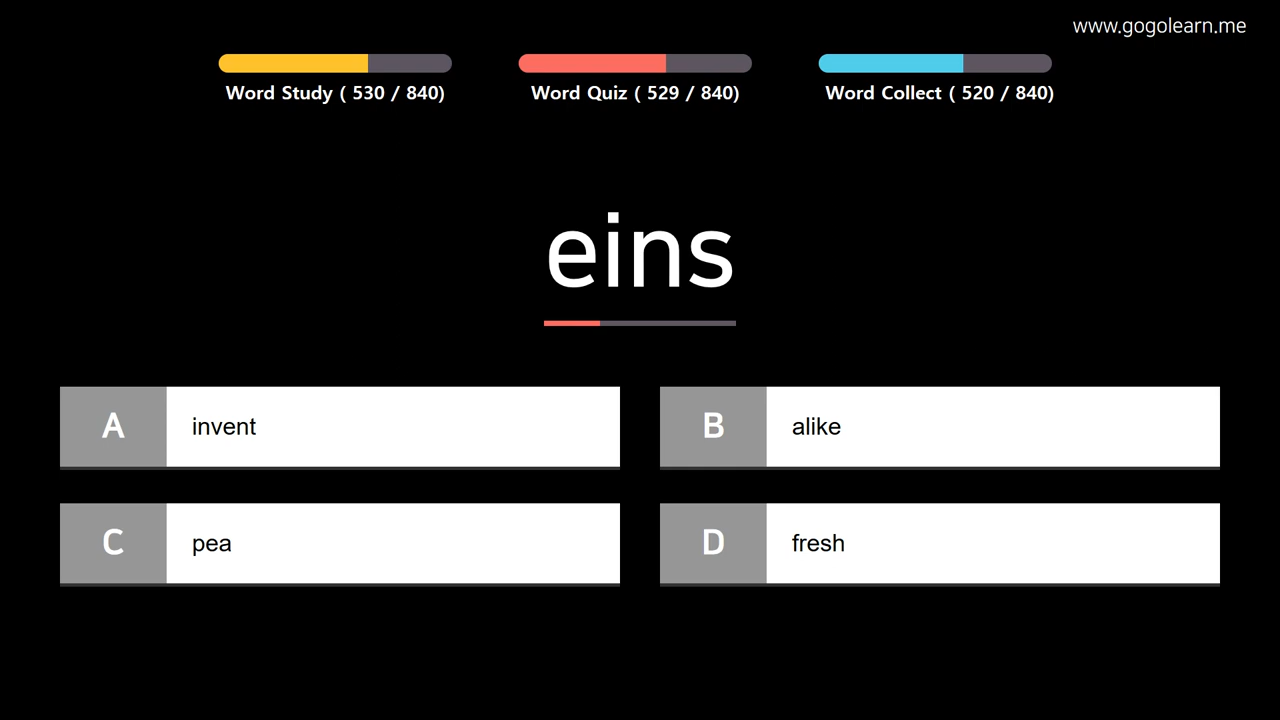 www.gogolearn.me
Word Study ( 530 / 840)
Word Quiz ( 529 / 840)
Word Collect ( 520 / 840)
eins
A invent
B alike
C pea
D fresh